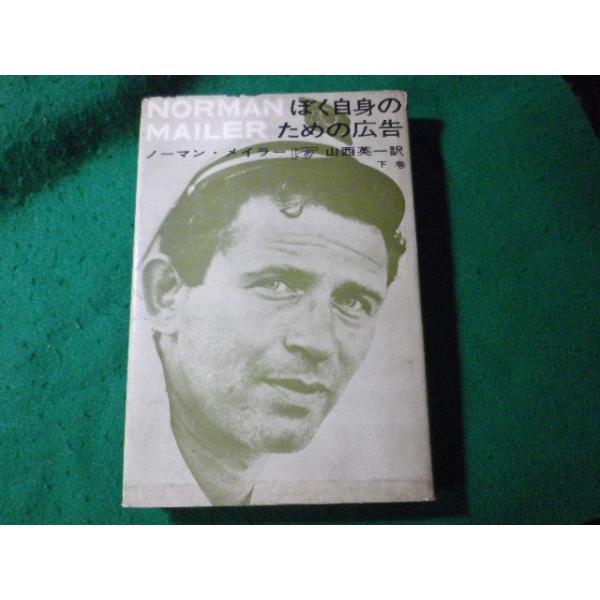 NORMAN ぼく自身の
MAILER ための広告
ノーマン・メイラー 山西英一訳
下巻